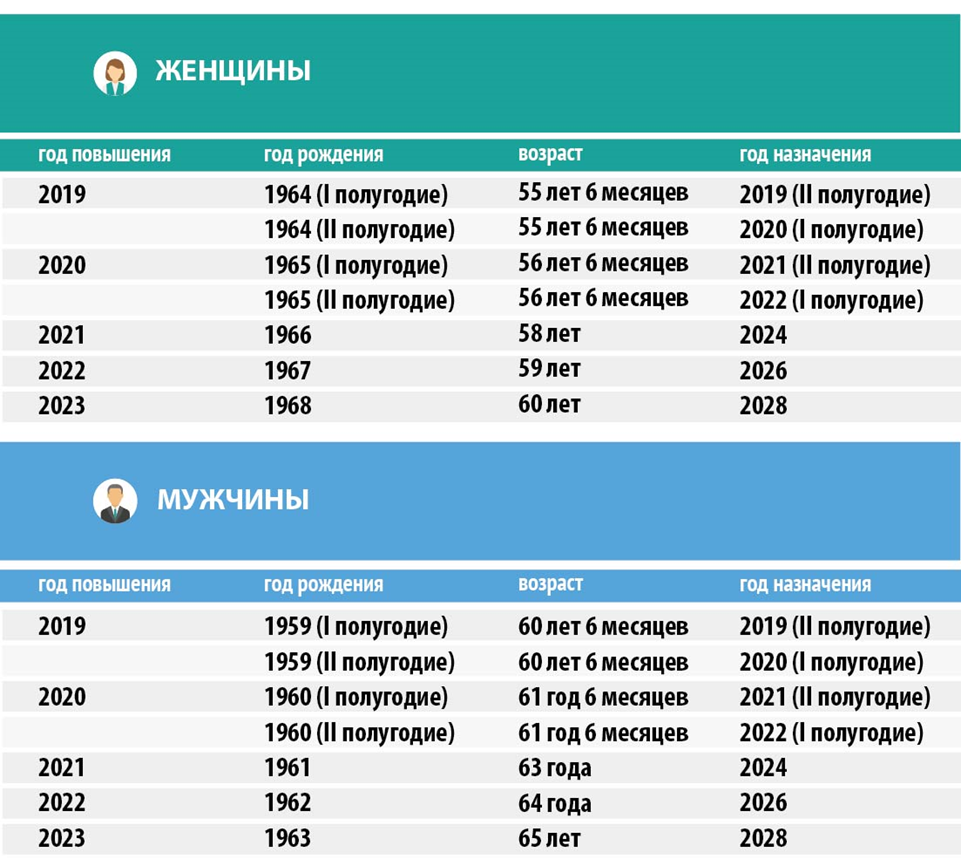 ЖЕНЩИНЫ
год повышения год рождения возраст год назначения
2019 1964 (I полугодие) 55 лет 6 месяцев 2019 (II полугодие)
1964 (II полугодие) 55 лет 6 месяцев 2020 (I полугодие)
2020 1965 (I полугодие) 56 лет 6 месяцев 2021 (II полугодие)
1965 (II полугодие) 56 лет 6 месяцев 2022 (I полугодие)
2021 1966 58 лет 2024
2022 1967 59 лет 2026
2023 1968 60 лет 2028
МУЖЧИНЫ
год повышения год рождения возраст год назначения
2019 1959 (I полугодие) 60 лет 6 месяцев 2019 (II полугодие)
1959 (II полугодие) 60 лет 6 месяцев 2020 (I полугодие)
2020 1960 (I полугодие) 61 год 6 месяцев 2021 (II полугодие)
1960 (II полугодие) 61 год 6 месяцев 2022 (I полугодие)
2021 1961 63 года 2024
2022 1962 64 года 2026
2023 1963 65 лет 2028